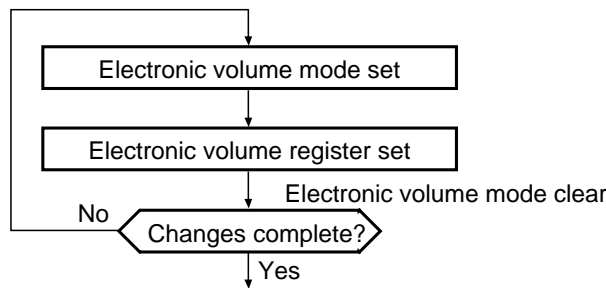 Electronic volume mode set
Electronic volume register set
Electronic volume mode clear
No
Changes complete?
Yes